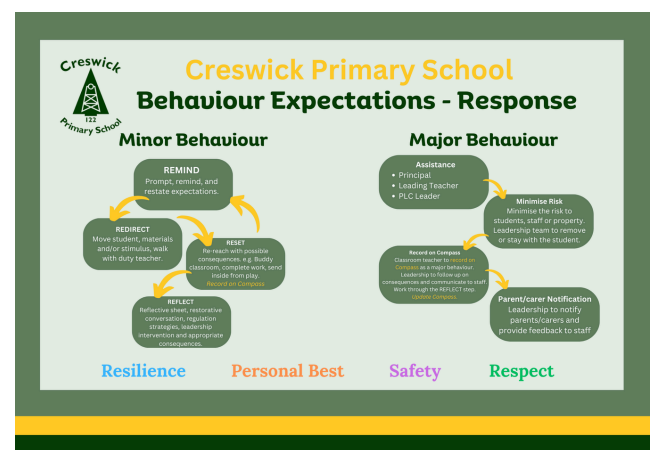 Creswick
122
Primary School
Creswick Primary School
Behaviour Expectations - Response
Minor Behaviour
REMIND
Prompt, remind, and
restate expectations.
REDIRECT
Move student, materials
and/or stimulus, walk
with duty teacher.
RESET
Re-reach with possible
consequences. e.g. Buddy
classroom, complete work, send
inside from play.
Record on Compass
REFLECT
Reflective sheet, restorative
conversation, regulation
strategies, leadership
intervention and appropriate
consequences.
Major Behaviour
Assistance
• Principal
• Leading Teacher
• PLC Leader
Minimise Risk
Minimise the risk to
students, staff or property.
Leadership team to remove
or stay with the student.
Record on Compass
Classroom teacher to record on
Compass as a major behaviour.
Leadership to follow up on
consequences and communicate to staff.
Work through the REFLECT step.
Update Compass.
Parent/carer Notification
Leadership to notify
parents/carers and
provide feedback to staff
Resilience Personal Best Safety Respect